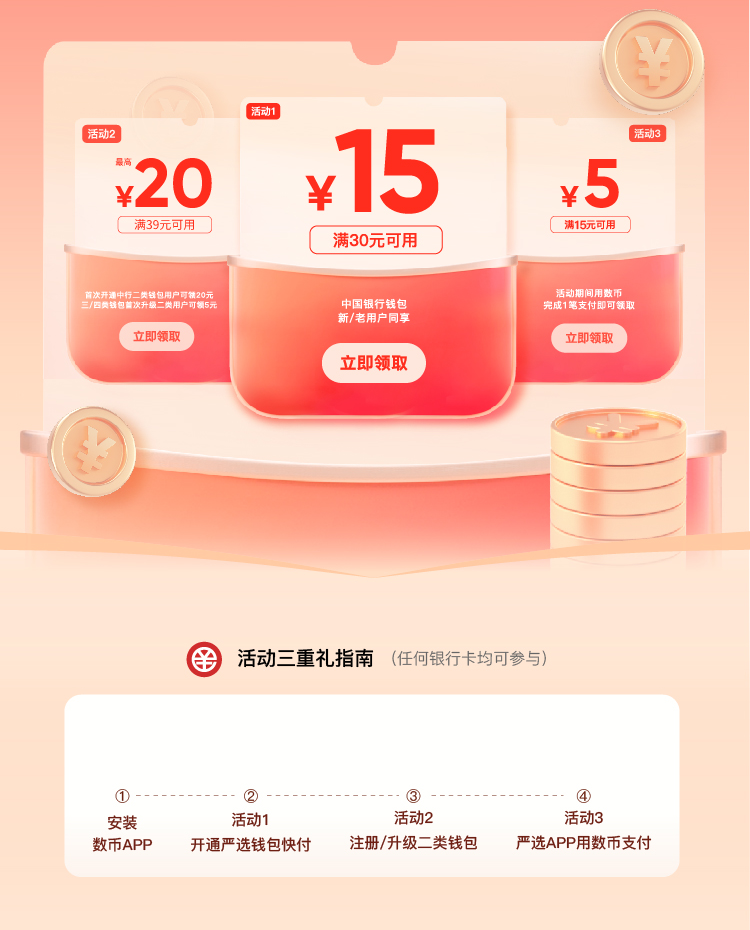 活动1
¥15
满30元可用
中国银行钱包
新/老用户同享
立即领取
活动2
最高
¥20
满39元可用
首次开通中行二类钱包用户可领20元
三/四类钱包首次升级二类用户可领5元
立即领取
活动3
¥5
满15元可用
活动期间用数币
完成1笔支付即可领取
立即领取
活动三重礼指南 (任何银行卡均可参与)
①
安装
数币APP
②
活动1
开通严选钱包快付
③
活动2
注册/升级二类钱包
④
活动3
严选APP用数币支付